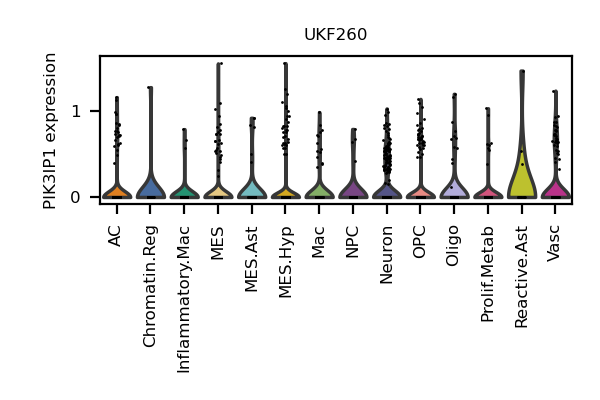 UKF260
PIK3IP1 expression
1
0
AC
Chromatin.Reg
Inflammatory.Mac
MES
MES.Ast
MES.Hyp
Mac
NPC
Neuron
OPC
Oligo
Prolif.Metab
Reactive.Ast
Vasc